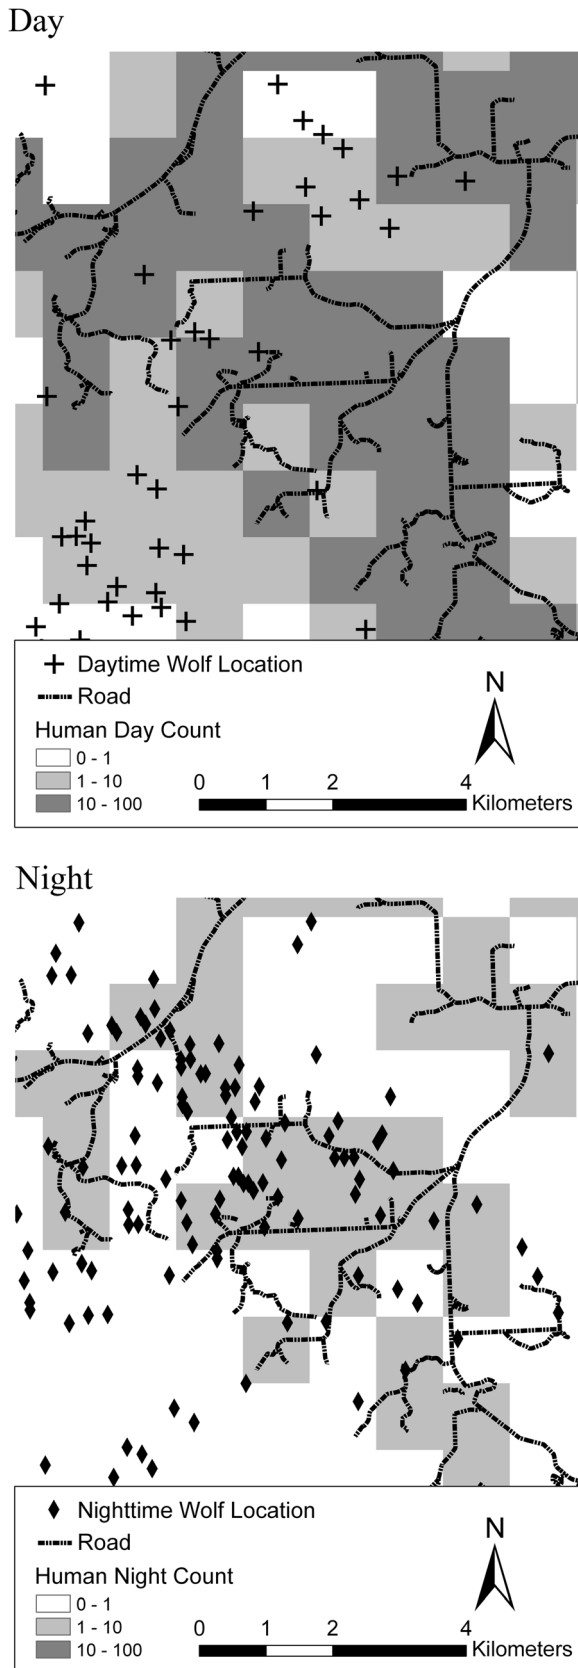 Day
Daytime Wolf Location
Road
Human Day Count
0 - 1
1 - 10
10 - 100
N
0 1 2 4
Kilometers
Night
Nighttime Wolf Location
Road
Human Night Count
0 - 1
1 - 10
10 - 100
N
0 1 2 4
Kilometers